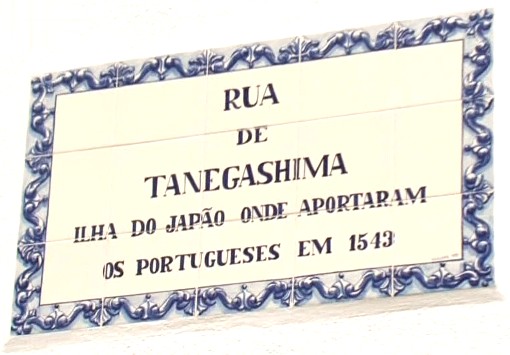 RUA
DE
TANEGASHIMA
ILHA DO JAPÃO ONDE APORTARAM
OS PORTUGUESES EM 1543